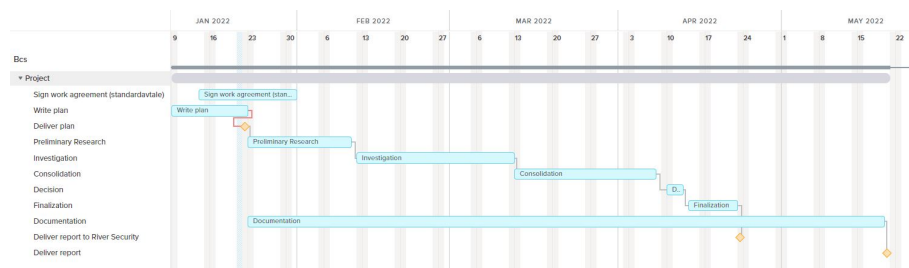 JAN 2022 FEB 2022 MAR 2022 APR 2022 MAY 2022
9 16 23 30 6 13 20 27 6 13 20 27 3 10 17 24 1 8 15 22
Bcs
Project
Sign work agreement (standardavtale) Sign work agreement (stan...
Write plan Write plan
Deliver plan
Preliminary Research Preliminary Research
Investigation Investigation
Consolidation Consolidation
Decision D...
Finalization Finalization
Documentation Documentation
Deliver report to River Security
Deliver report